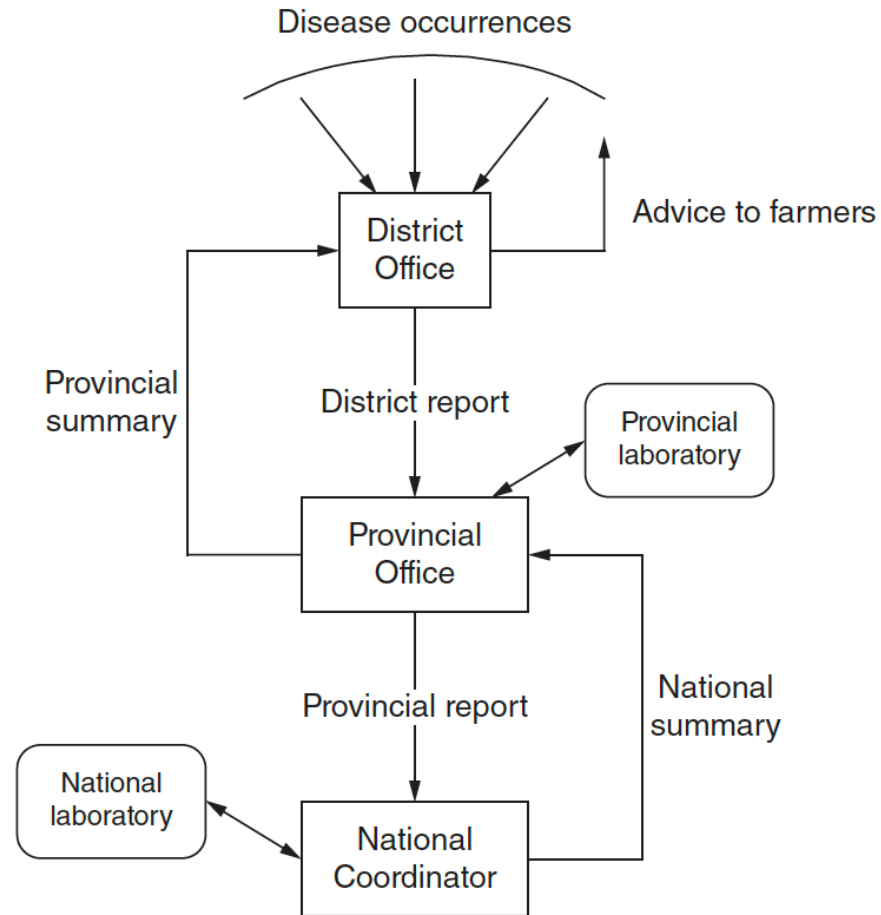 Disease occurrences
Advice to farmers
District
Office
Provincial
summary
District report
Provincial
laboratory
Provincial
Office
National
summary
Provincial report
National
laboratory
National
Coordinator